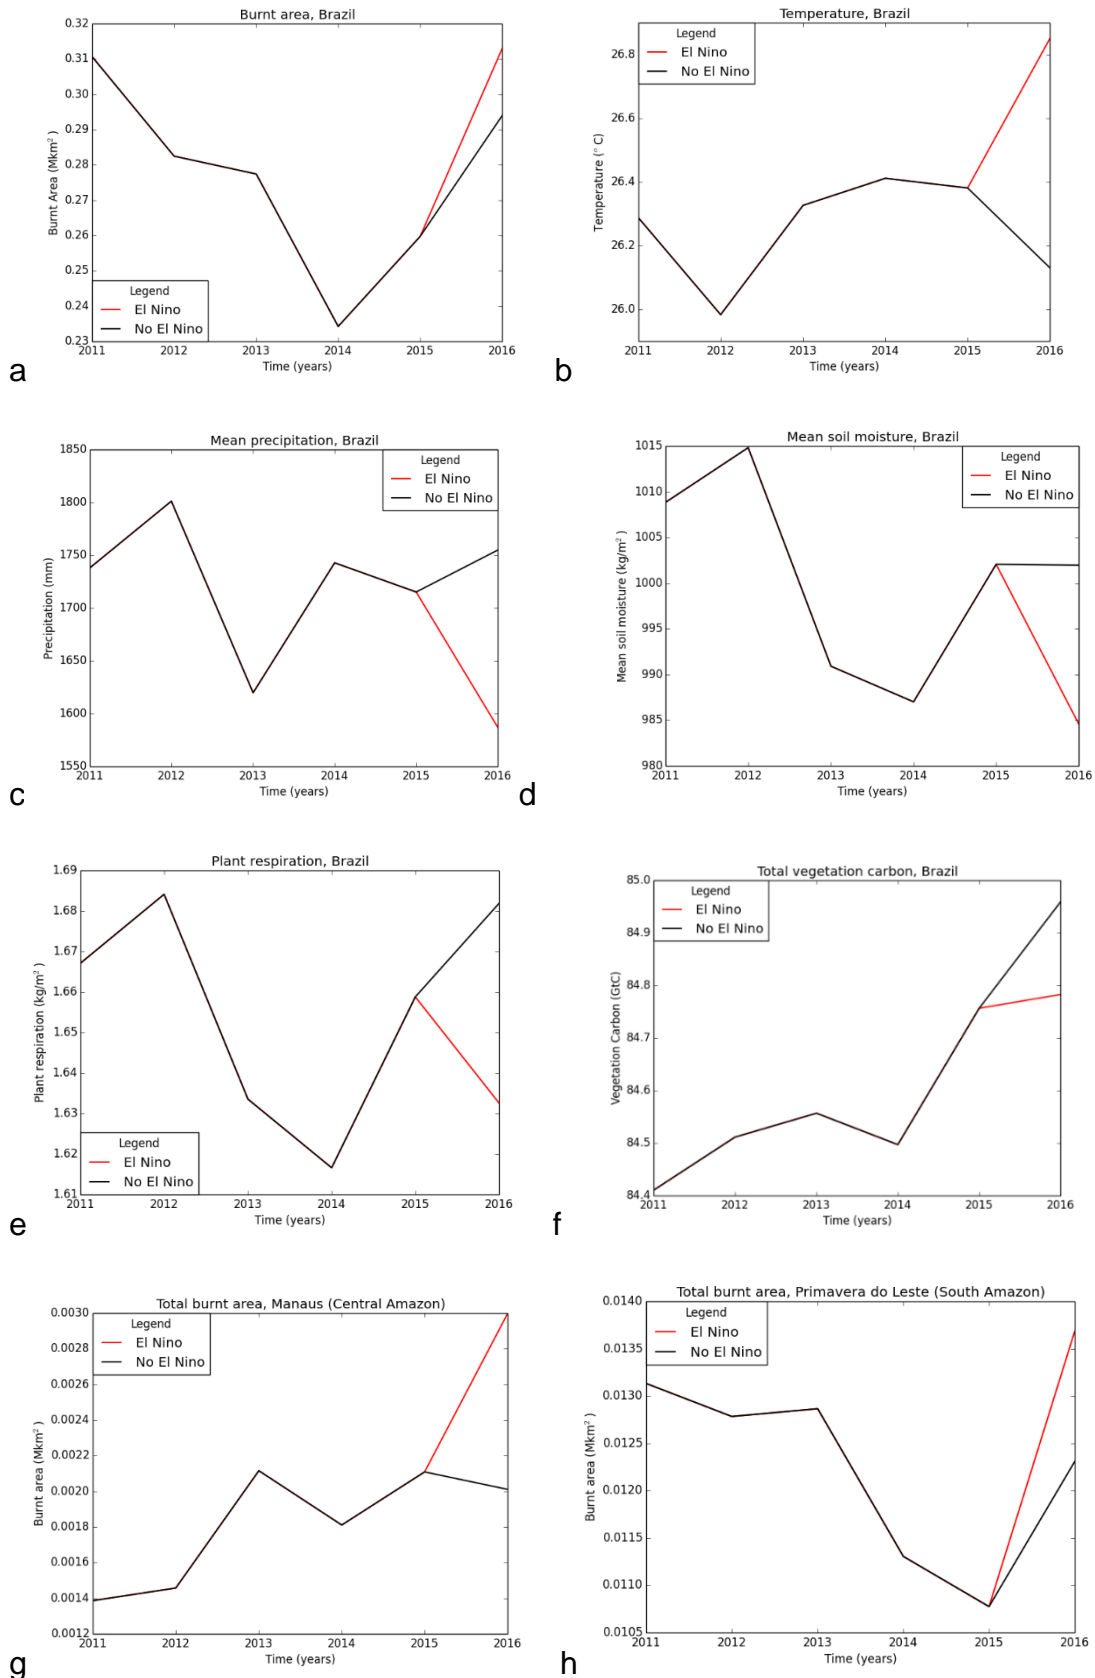 Burnt area, Brazil
0.32
0.31
0.30
0.29
0.28
0.27
0.26
0.25
0.24
0.23
Burnt Area (Mkm²)
Legend
El Nino
No El Nino
2011 2012 2013 2014 2015 2016
Time (years)
a
Temperature, Brazil
26.8
26.6
26.4
26.2
26.0
Temperature (° C)
Legend
El Nino
No El Nino
2011 2012 2013 2014 2015 2016
Time (years)
b
Mean precipitation, Brazil
1850
1800
1750
1700
1650
1600
1550
Precipitation (mm)
Legend
El Nino
No El Nino
2011 2012 2013 2014 2015 2016
Time (years)
c
Mean soil moisture, Brazil
1015
1010
1005
1000
995
990
985
980
Mean soil moisture (kg/m²)
Legend
El Nino
No El Nino
2011 2012 2013 2014 2015 2016
Time (years)
d
Plant respiration, Brazil
1.69
1.68
1.67
1.66
1.65
1.64
1.63
1.62
1.61
Plant respiration (kg/m²)
Legend
El Nino
No El Nino
2011 2012 2013 2014 2015 2016
Time (years)
e
Total vegetation carbon, Brazil
85.0
84.9
84.8
84.7
84.6
84.5
84.4
Vegetation Carbon (GtC)
Legend
El Nino
No El Nino
2011 2012 2013 2014 2015 2016
Time (years)
f
Total burnt area, Manaus (Central Amazon)
0.0030
0.0028
0.0026
0.0024
0.0022
0.0020
0.0018
0.0016
0.0014
0.0012
Burnt area (Mkm²)
Legend
El Nino
No El Nino
2011 2012 2013 2014 2015 2016
Time (years)
g
Total burnt area, Primavera do Leste (South Amazon)
0.0140
0.0135
0.0130
0.0125
0.0120
0.0115
0.0110
0.0105
Burnt area (Mkm²)
Legend
El Nino
No El Nino
2011 2012 2013 2014 2015 2016
Time (years)
h